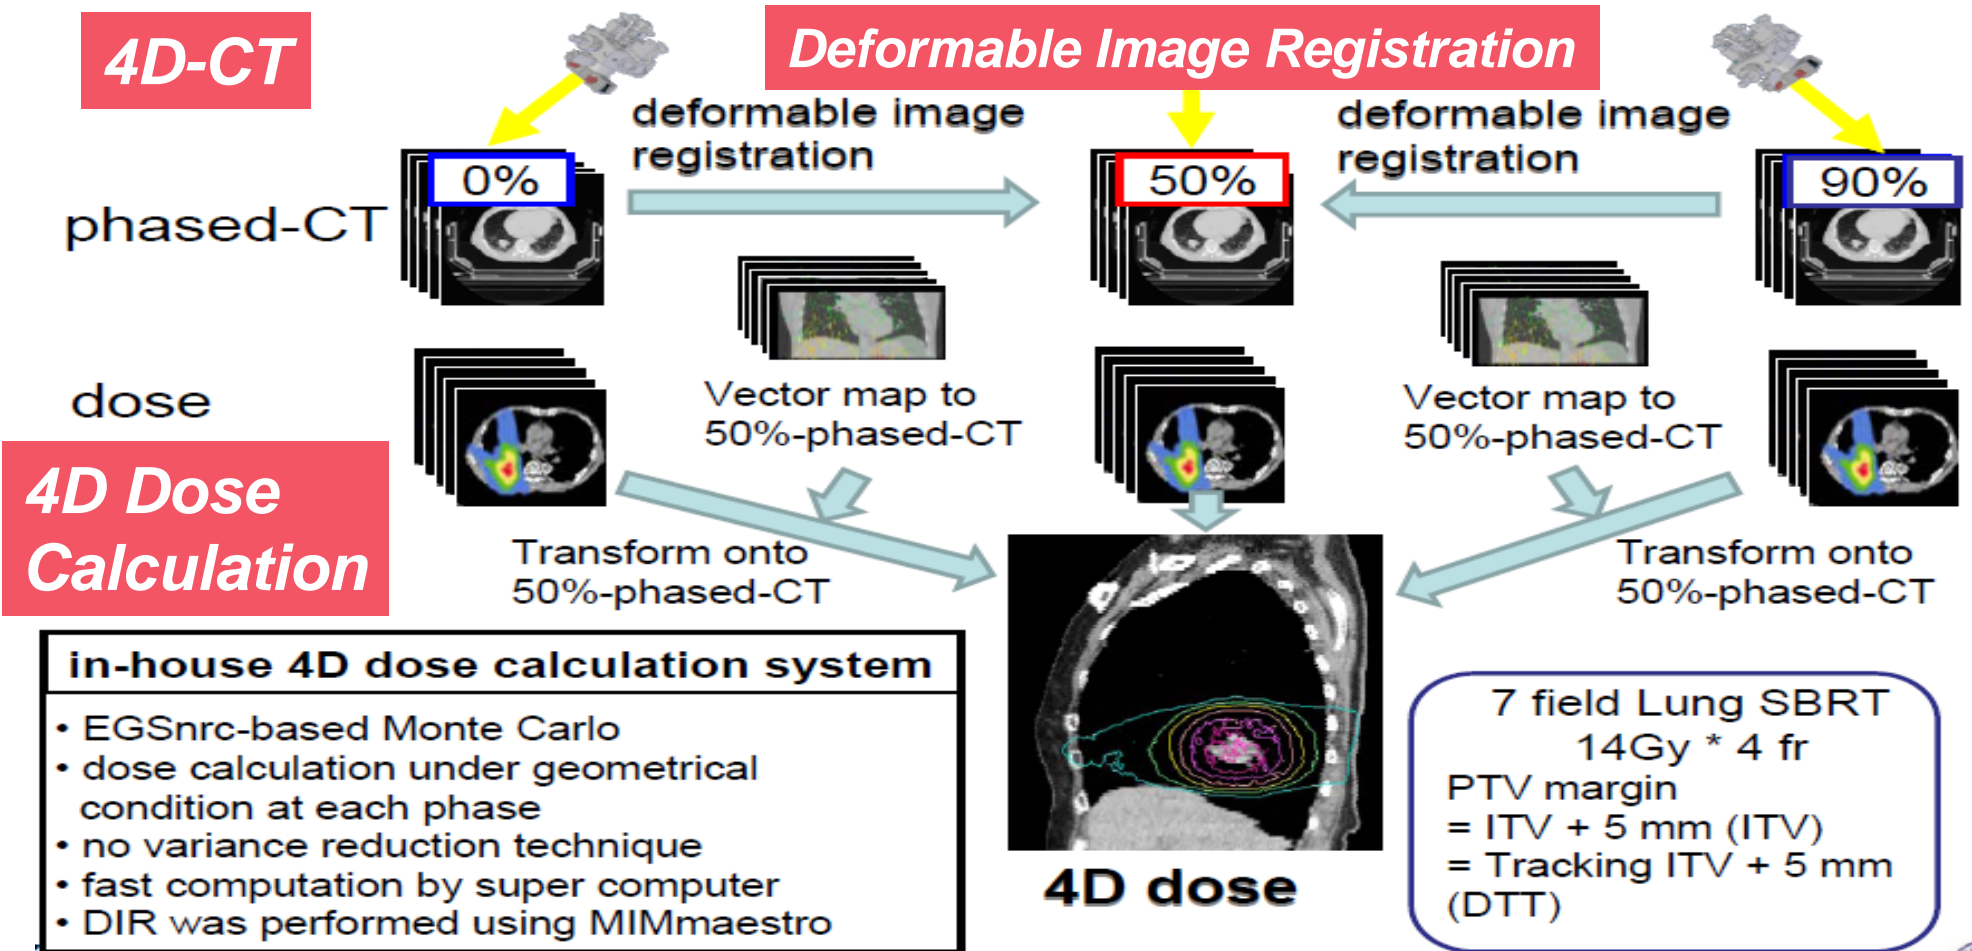 4D-CT
Deformable Image Registration
deformable image
registration
deformable image
registration
phased-CT
0%
50%
90%
dose
Vector map to
50%-phased-CT
Vector map to
50%-phased-CT
4D Dose
Calculation
Transform onto
50%-phased-CT
Transform onto
50%-phased-CT
in-house 4D dose calculation system
• EGSnrc-based Monte Carlo
• dose calculation under geometrical
condition at each phase
• no variance reduction technique
• fast computation by super computer
• DIR was performed using MIMmaestro
4D dose
7 field Lung SBRT
14Gy * 4 fr
PTV margin
= ITV + 5 mm (ITV)
= Tracking ITV + 5 mm
(DTT)